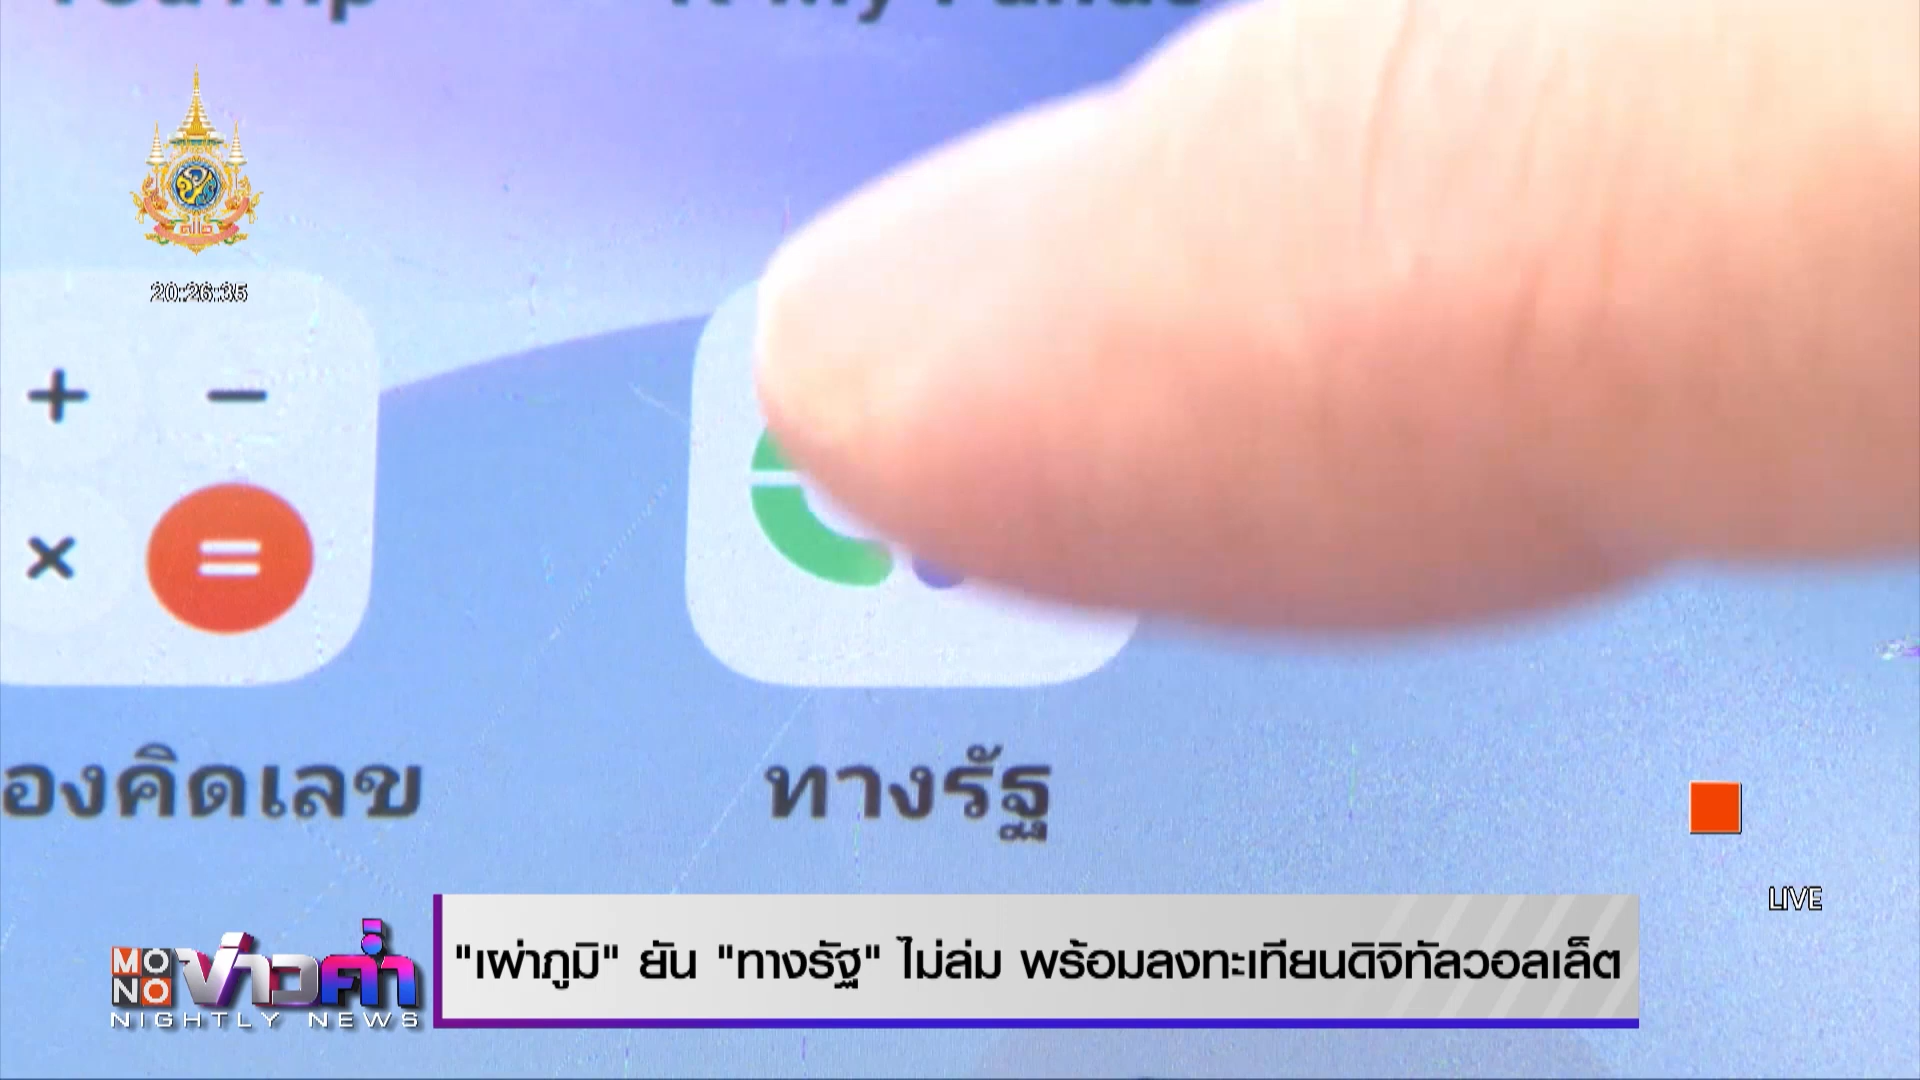 ๗๒
20:26:35
+ −
× =
องคิดเลข
ทางรัฐ
LIVE
MONO ข่าวค่ำ
NIGHTLY NEWS
"เผ่าภูมิ" ยัน "ทางรัฐ" ไม่ล่ม พร้อมลงทะเทียนดิจิทัลวอลเล็ต